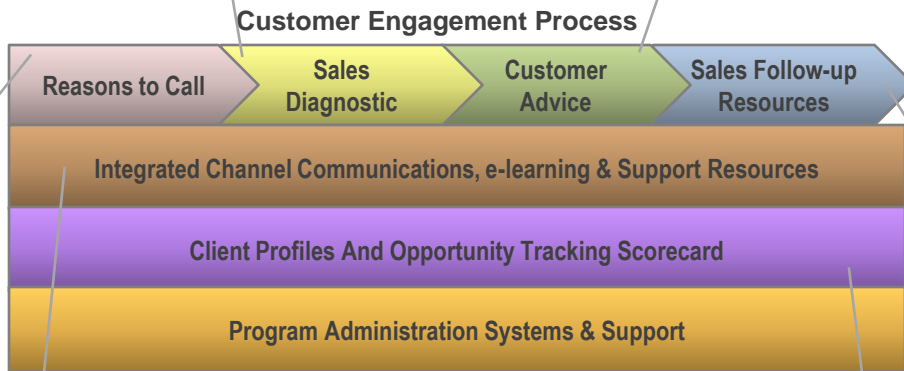 Customer Engagement Process
Reasons to Call
Sales
Diagnostic
Customer
Advice
Sales Follow-up
Resources
Integrated Channel Communications, e-learning & Support Resources
Client Profiles And Opportunity Tracking Scorecard
Program Administration Systems & Support